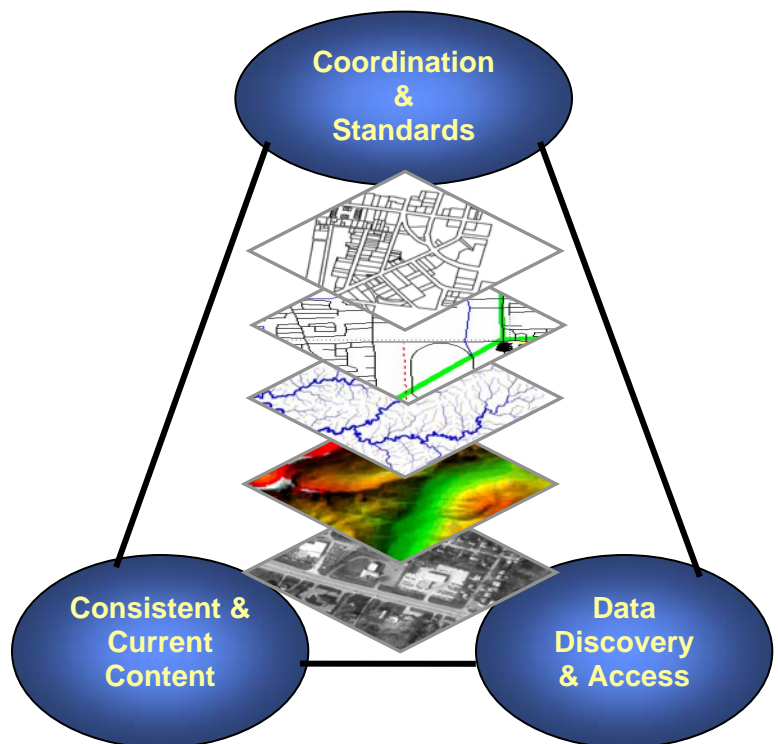 Coordination
&
Standards
Consistent &
Current
Content
Data
Discovery
& Access